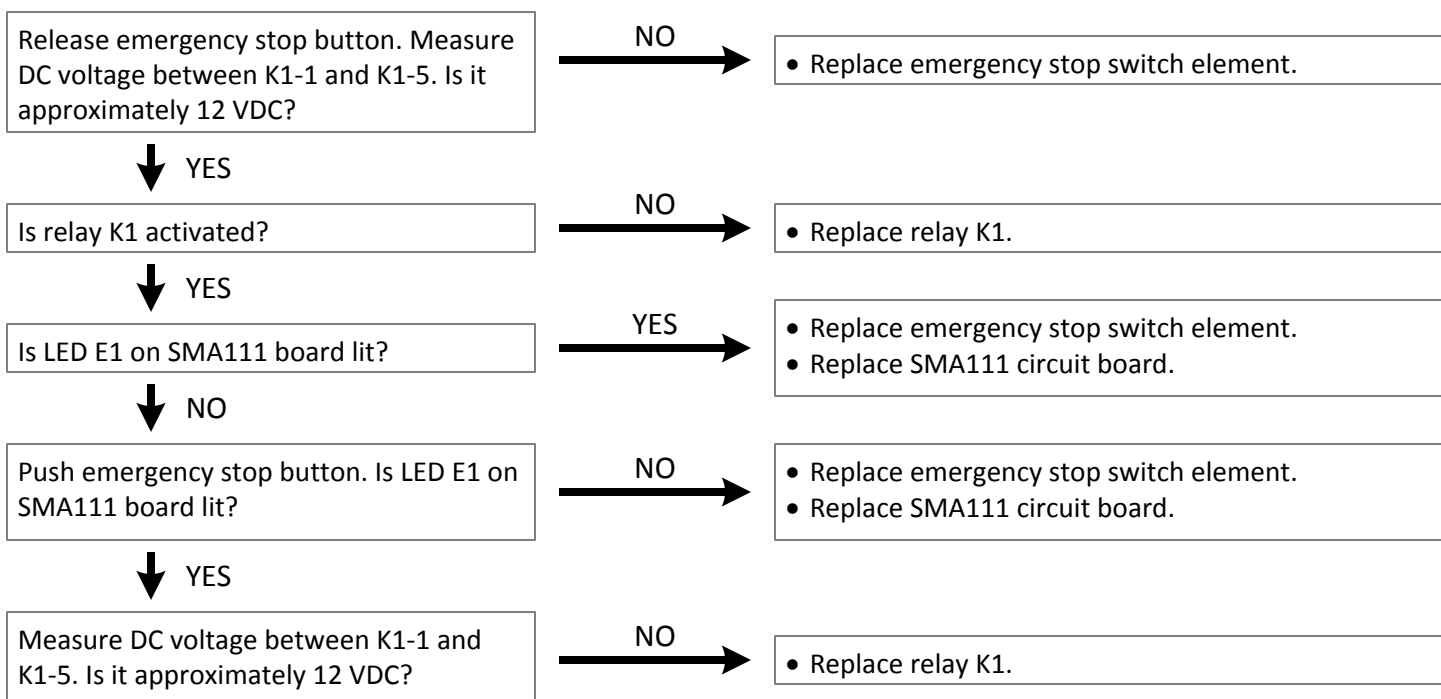 Release emergency stop button. Measure
DC voltage between K1-1 and K1-5. Is it
approximately 12 VDC?
NO
• Replace emergency stop switch element.
YES
Is relay K1 activated?
NO
• Replace relay K1.
YES
Is LED E1 on SMA111 board lit?
YES
• Replace emergency stop switch element.
• Replace SMA111 circuit board.
NO
Push emergency stop button. Is LED E1 on
SMA111 board lit?
NO
• Replace emergency stop switch element.
• Replace SMA111 circuit board.
YES
Measure DC voltage between K1-1 and
K1-5. Is it approximately 12 VDC?
NO
• Replace relay K1.